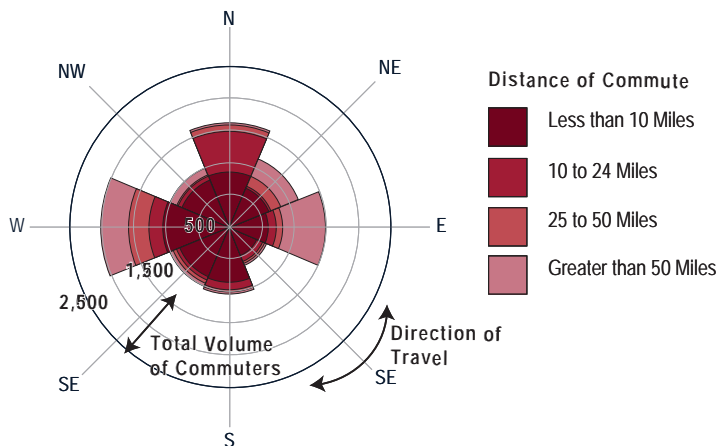 N
NW
NE
W
E
500
1,500
2,500
Total Volume
of Commuters
Direction of
Travel
SE
SE
S
Distance of Commute
Less than 10 Miles
10 to 24 Miles
25 to 50 Miles
Greater than 50 Miles